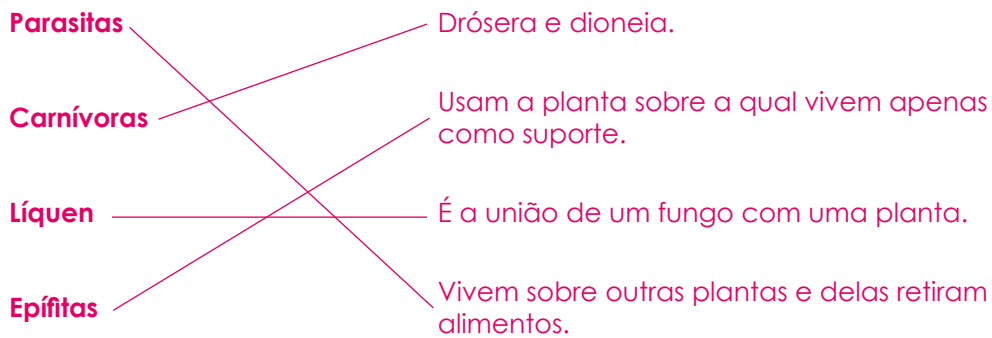 Parasitas
Drósera e dioneia.
Carnívoras
Usam a planta sobre a qual vivem apenas
como suporte.
Líquen
É a união de um fungo com uma planta.
Epífitas
Vivem sobre outras plantas e delas retiram
alimentos.